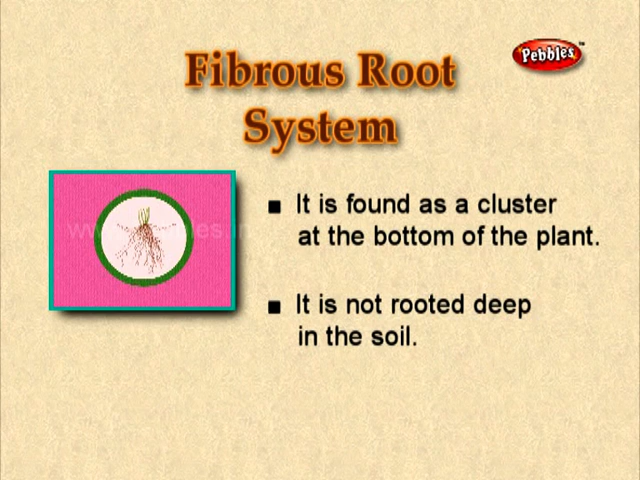 Pebbles™
Fibrous Root
System
■ It is found as a cluster
at the bottom of the plant.
■ It is not rooted deep
in the soil.